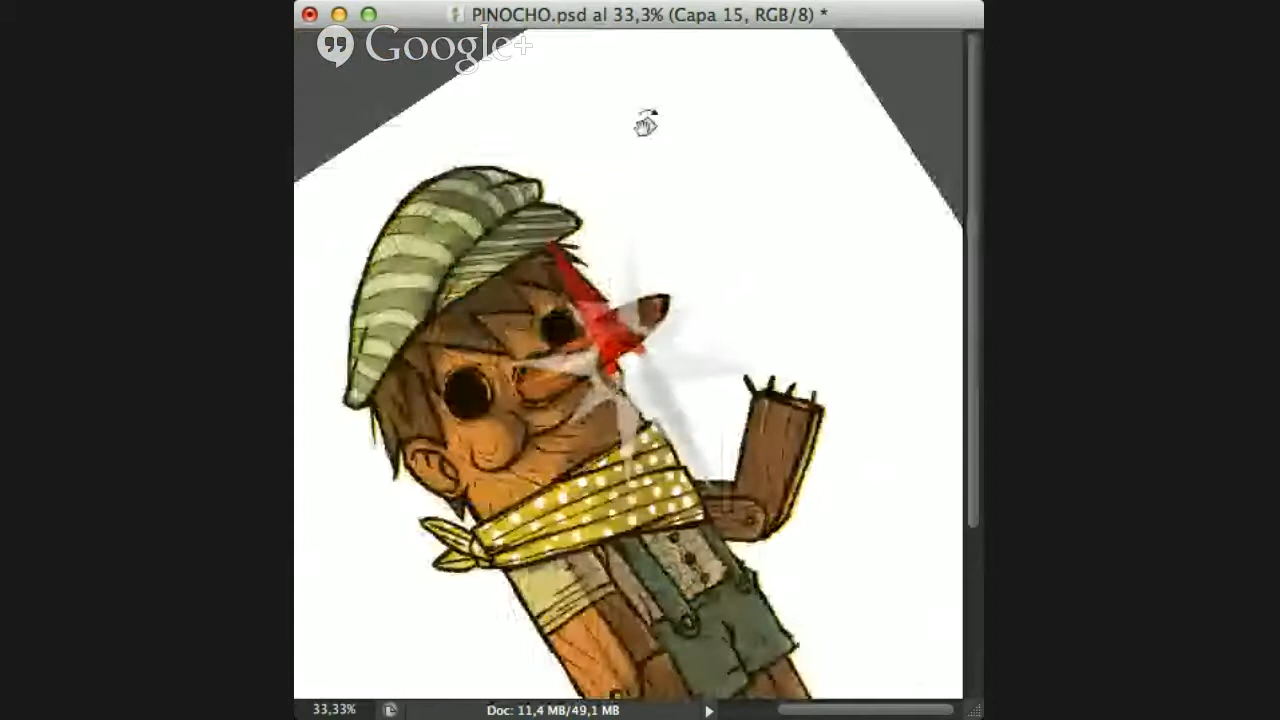 PINOCHO.psd al 33,3% (Capa 15, RGB/8) *
Google+
33,33%
Doc: 11,4 MB/49,1 MB